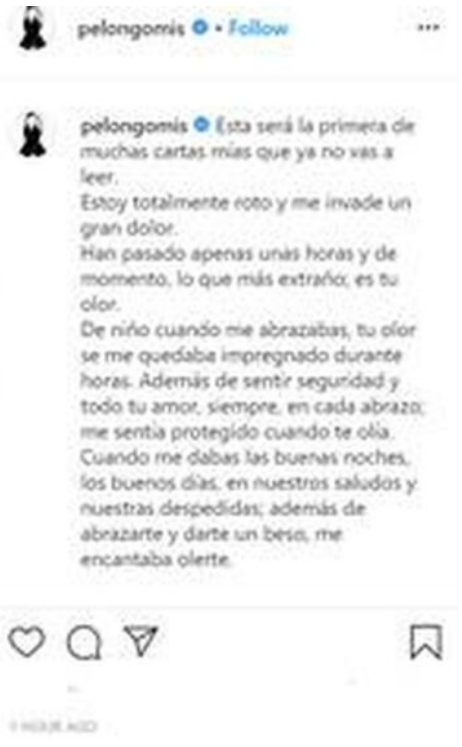 pelongomis • Follow
pelongomis Esta será la primera de
muchas cartas mías que ya no vas a
leer.
Estoy totalmente roto y me invade un
gran dolor.
Han pasado apenas unas horas y de
momento, lo que más extraño; es tu
olor.
De niño cuando me abrazabas, tu olor
se me quedaba impregnado durante
horas. Además de sentir seguridad y
todo tu amor, siempre, en cada abrazo;
me sentía protegido cuando te olía.
Cuando me dabas las buenas noches,
los buenos días, en nuestros saludos y
nuestras despedidas; además de
abrazarte y darte un beso, me
encantaba olerte.
HOUR AGO